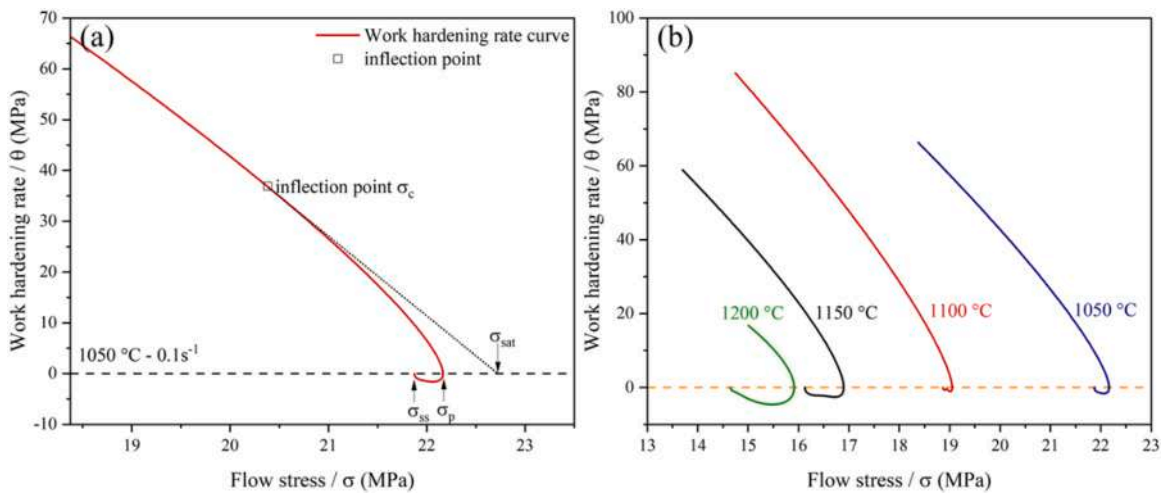 (a)
Work hardening rate curve
inflection point
inflection point σc
1050 °C - 0.1s-1
σsat
σss
σp
70
60
50
40
30
20
10
0
-10
19
20
21
22
23
Work hardening rate / θ (MPa)
Flow stress / σ (MPa)
(b)
1200 °C
1150 °C
1100 °C
1050 °C
100
80
60
40
20
0
13
14
15
16
17
18
19
20
21
22
23
Work hardening rate / θ (MPa)
Flow stress / σ (MPa)